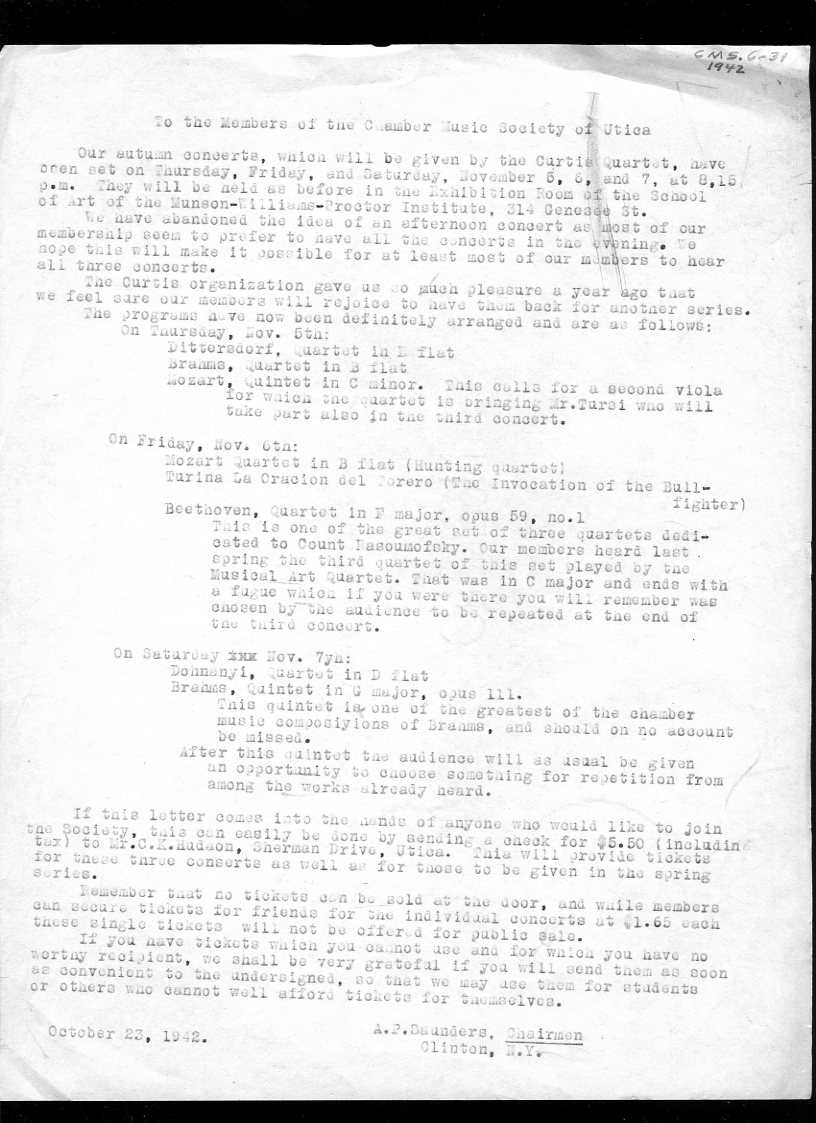 CMS. 6-31
1942
To the Members of the Chamber Music Society of Utica
Our autumn concerts, which will be given by the Curtis Quartet, have
been set on Thursday, Friday, and Saturday, November 5, 6, and 7, at 8,15
p.m. They will be held as before in the Exhibition Room of the School
of Art of the Munson-Williams-Proctor Institute, 314 Genesee St.
We have abandoned the idea of an afternoon concert as most of our
membership seem to prefer to have all the concerts in the evening. We
hope this will make it possible for at least most of our members to hear
all three concerts.
The Curtis organization gave us so much pleasure a year ago that
we feel sure our members will rejoice to have them back for another series.
The programs have now been definitely arranged and are as follows:
On Thursday, Nov. 5th:
Dittersdorf, Quartet in E flat
Brahms, Quartet in B flat
Mozart, Quintet in C minor. This calls for a second viola
for which the quartet is bringing Mr.Tursi who will
take part also in the third concert.
On Friday, Nov. 6th:
Mozart Quartet in B flat (Hunting quartet)
Turina La Oracion del Torero (The Invocation of the Bull-
fighter)
Beethoven, Quartet in F major, opus 59, no.1
This is one of the great set of three quartets dedi-
cated to Count Rasoumofsky. Our members heard last
spring the third quartet of this set played by the
Musical Art Quartet. That was in C major and ends with
a fugue which if you were there you will remember was
chosen by the audience to be repeated at the end of
the third concert.
On Saturday xxx Nov. 7yh:
Dohnanyi, Quartet in D flat
Brahms, Quintet in G major, opus 111.
This quintet is one of the greatest of the chamber
music composiyions of Brahms, and should on no account
be missed.
After this quintet the audience will as usual be given
an opportunity to choose something for repetition from
among the works already heard.
If this letter comes into the hands of anyone who would like to join
the Society, this can easily be done by sending a check for $5.50 (including
tax) to Mr.C.K.Hudson, Sherman Drive, Utica. Thia will provide tickets
for these three conserts as well as for those to be given in the spring
series.
Remember that no tickets can be sold at the door, and while members
can secure tickets for friends for the individual concerts at $1.65 each
these single tickets will not be offered for public sale.
If you have tickets which you cannot use and for which you have no
worthy recipient, we shall be very grateful if you will send them as soon
as convenient to the undersigned, so that we may use them for students
or others who cannot well afford tickets for themselves.
October 23, 1942.
A.P.Saunders, Chairmen
Clinton, N.Y.